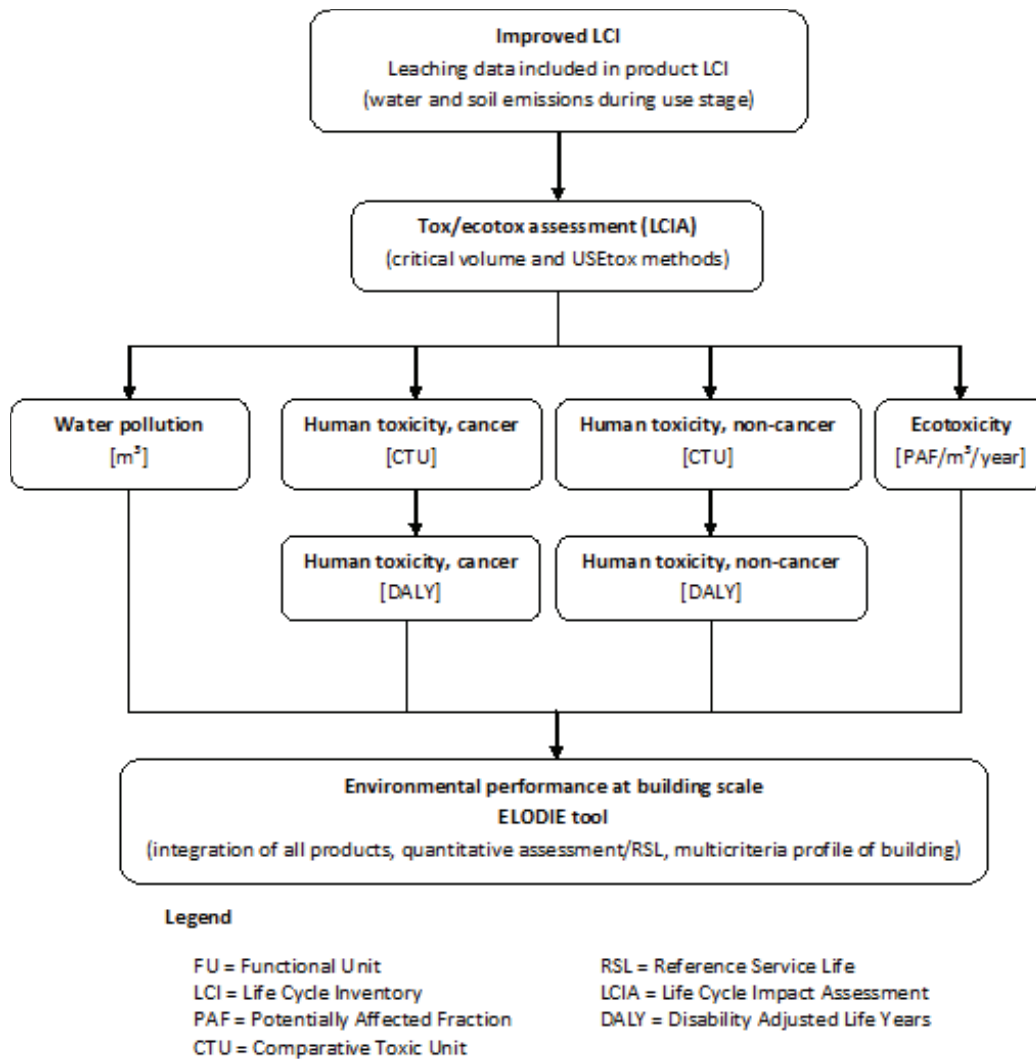 Improved LCI
Leaching data included in product LCI
(water and soil emissions during use stage)
Tox/ecotox assessment (LCIA)
(critical volume and USEtox methods)
Water pollution
[m³]
Human toxicity, cancer
[CTU]
Human toxicity, non-cancer
[CTU]
Ecotoxicity
[PAF/m³/year]
Human toxicity, cancer
[DALY]
Human toxicity, non-cancer
[DALY]
Environmental performance at building scale
ELODIE tool
(integration of all products, quantitative assessment/RSL, multicriteria profile of building)
Legend
FU = Functional Unit
LCI = Life Cycle Inventory
PAF = Potentially Affected Fraction
CTU = Comparative Toxic Unit
RSL = Reference Service Life
LCIA = Life Cycle Impact Assessment
DALY = Disability Adjusted Life Years